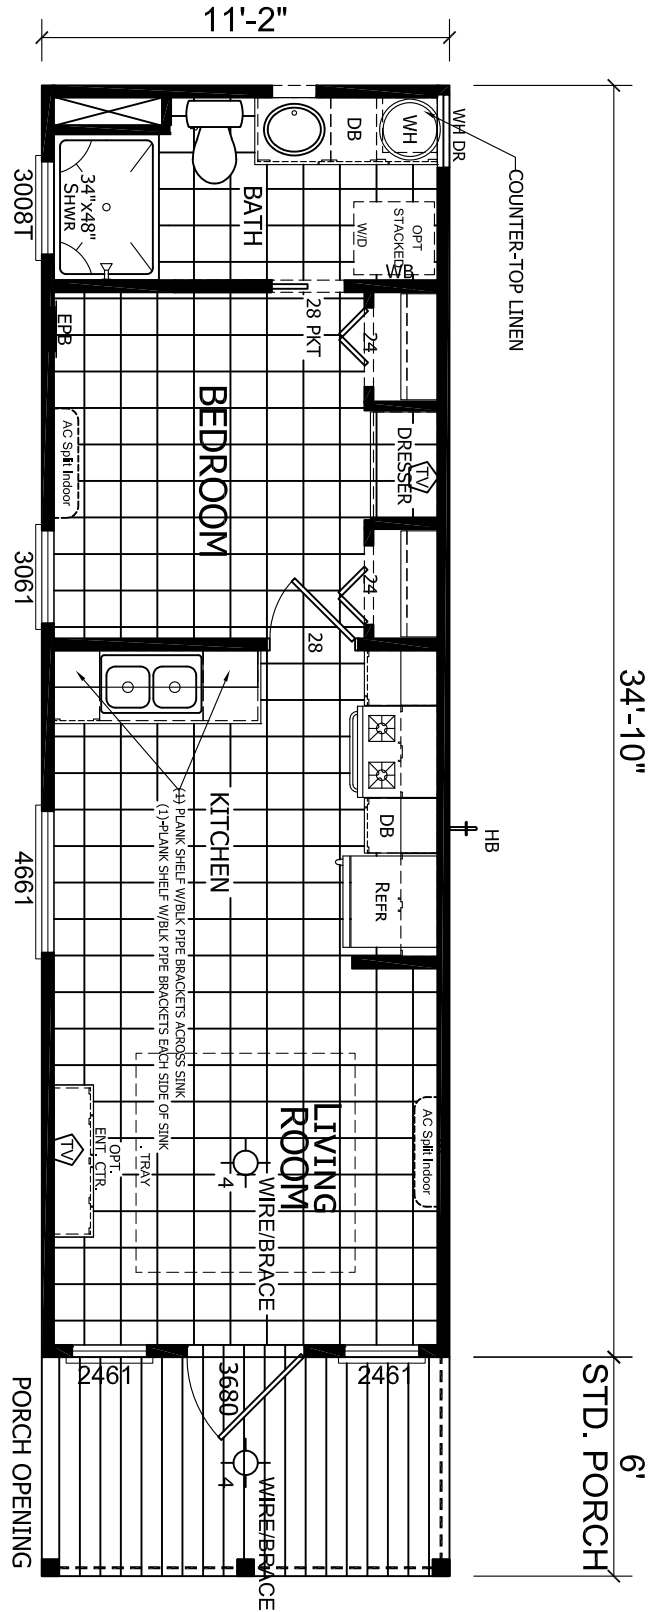 11'-2"
WH DR
COUNTER-TOP LINEN
WH
DB
BATH
OPT
STACKED
W/D
WB
34"x48"
SHWR
3008T
EPB
28 PKT
24
BEDROOM
DRESSER
TV
AC Split Indoor
3061
24
28
34'-10"
KITCHEN
(1) PLANK SHELF W/BLK PIPE BRACKETS ACROSS SINK
(1)-PLANK SHELF W/BLK PIPE BRACKETS EACH SIDE OF SINK
DB
HB
REFR
4661
LIVING
ROOM
AC Split Indoor
TRAY
OPT.
ENT. CTR.
TV
4
WIRE/BRACE
2461
3680
2461
STD. PORCH
6'
4
WIRE/BRACE
PORCH OPENING